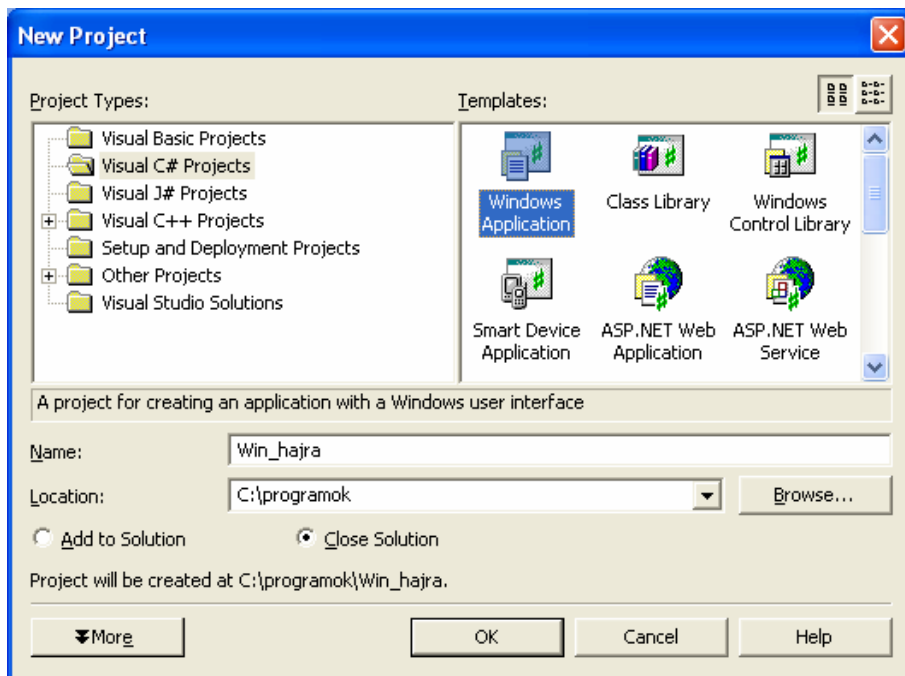 New Project
Project Types:
Templates:
Visual Basic Projects
Visual C# Projects
Visual J# Projects
Visual C++ Projects
Setup and Deployment Projects
Other Projects
Visual Studio Solutions
Windows
Application
Class Library
Windows
Control Library
Smart Device
Application
ASP.NET Web
Application
ASP.NET Web
Service
A project for creating an application with a Windows user interface
Name:
Win_hajra
Location:
C:\programok
Browse...
Add to Solution
Close Solution
Project will be created at C:\programok\Win_hajra.
More
OK
Cancel
Help